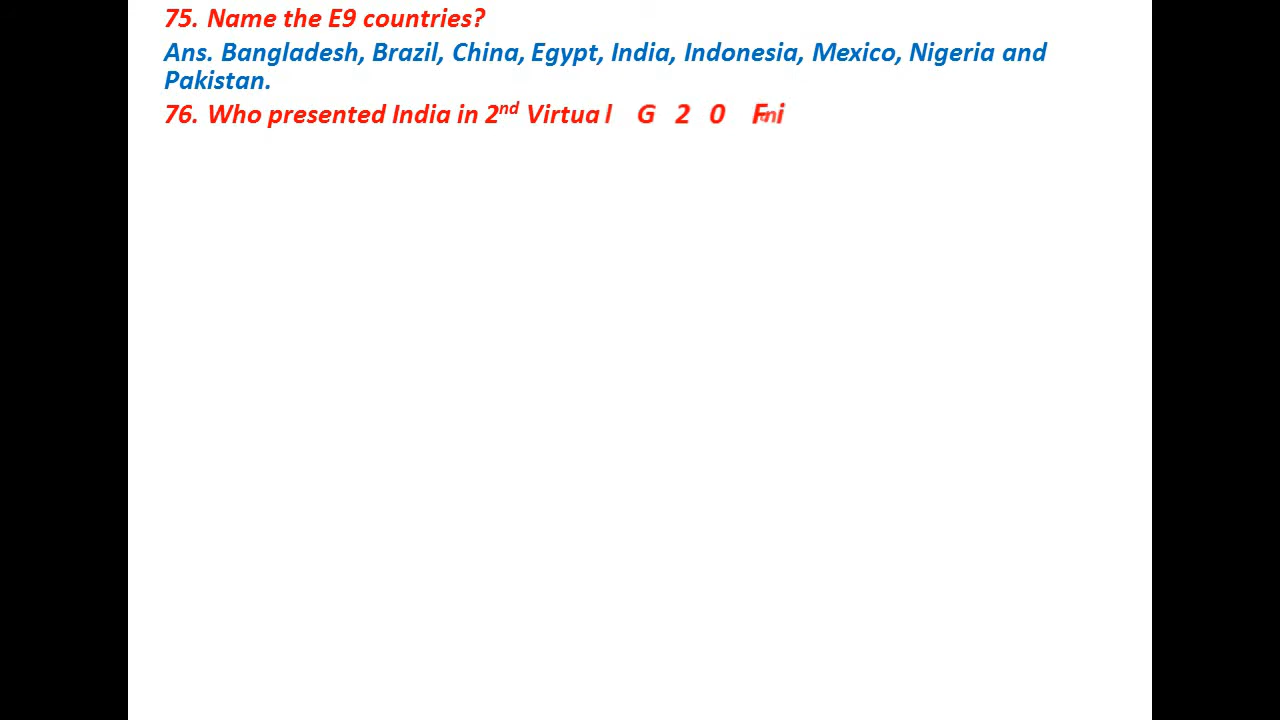 75. Name the E9 countries?
Ans. Bangladesh, Brazil, China, Egypt, India, Indonesia, Mexico, Nigeria and
Pakistan.
76. Who presented India in 2nd Virtual G 2 0